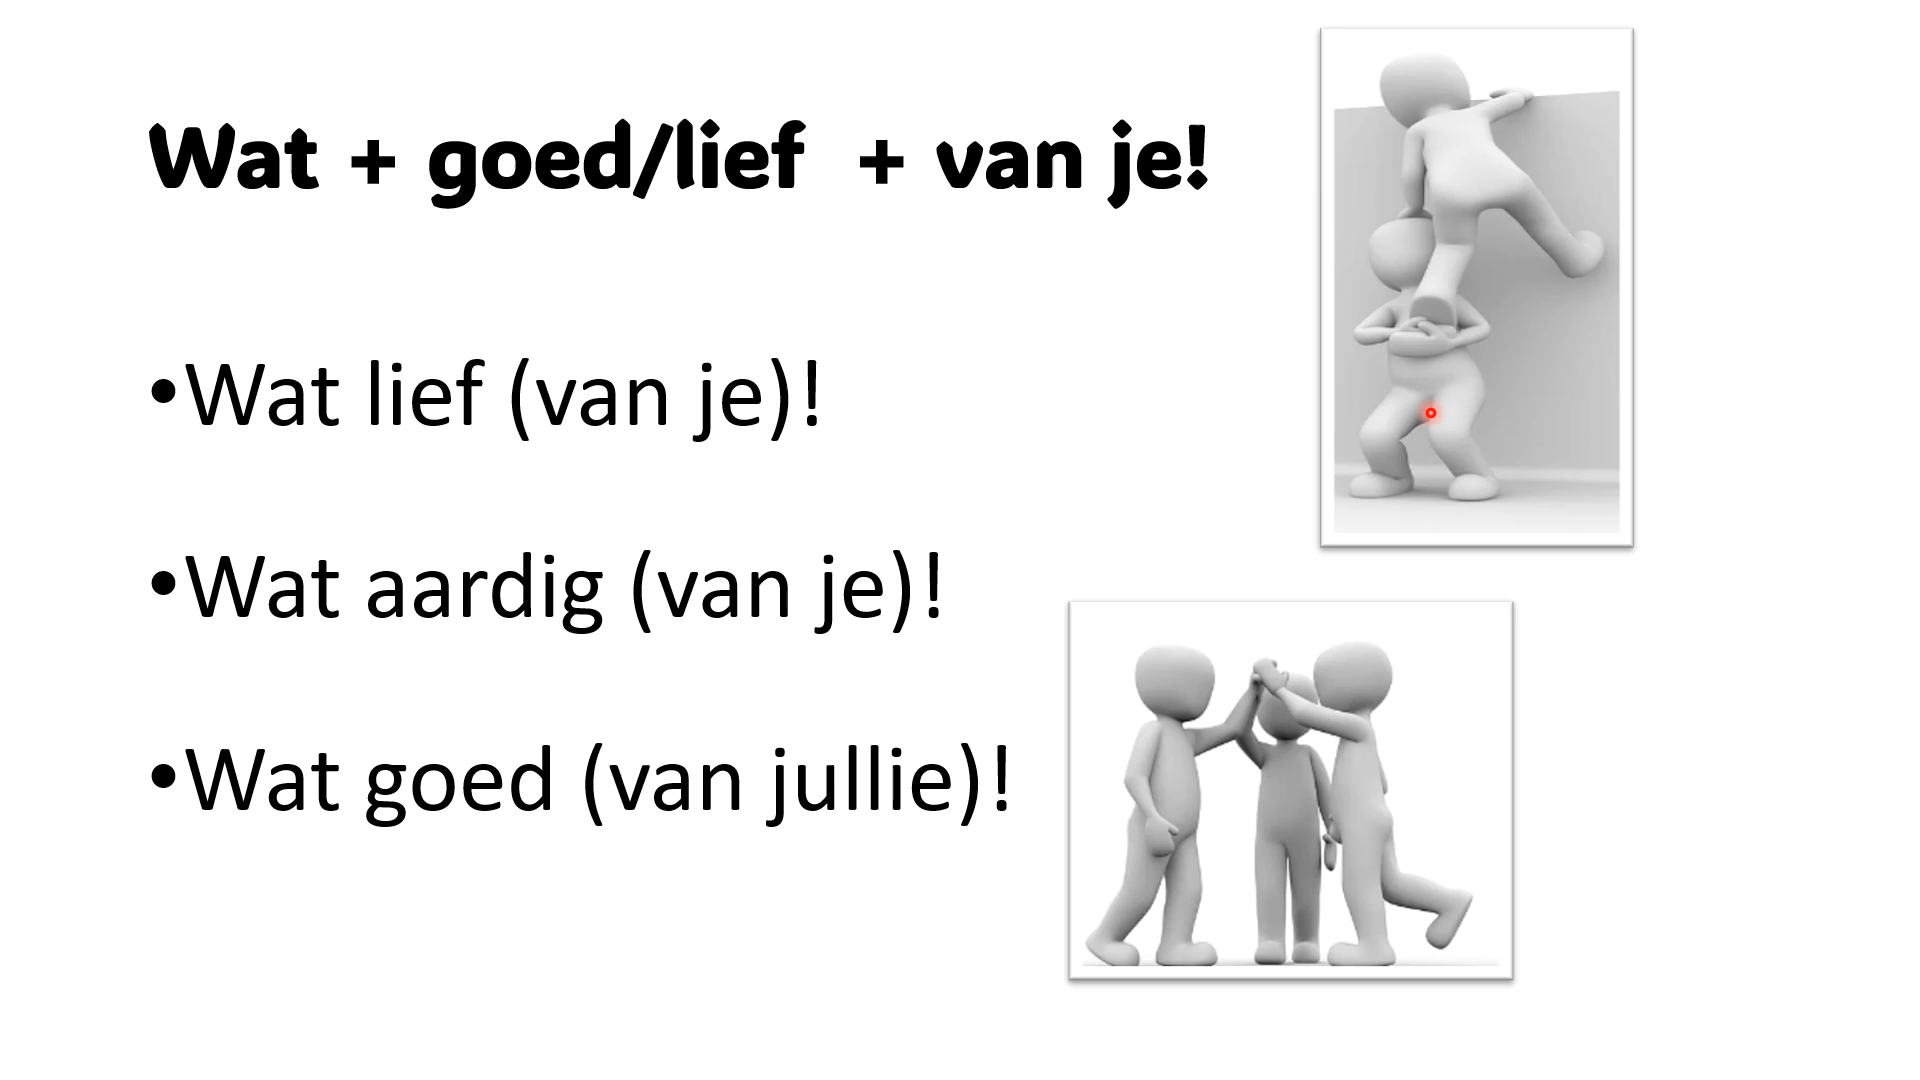 Wat + goed/lief + van je!
•Wat lief (van je)!
•Wat aardig (van je)!
•Wat goed (van jullie)!